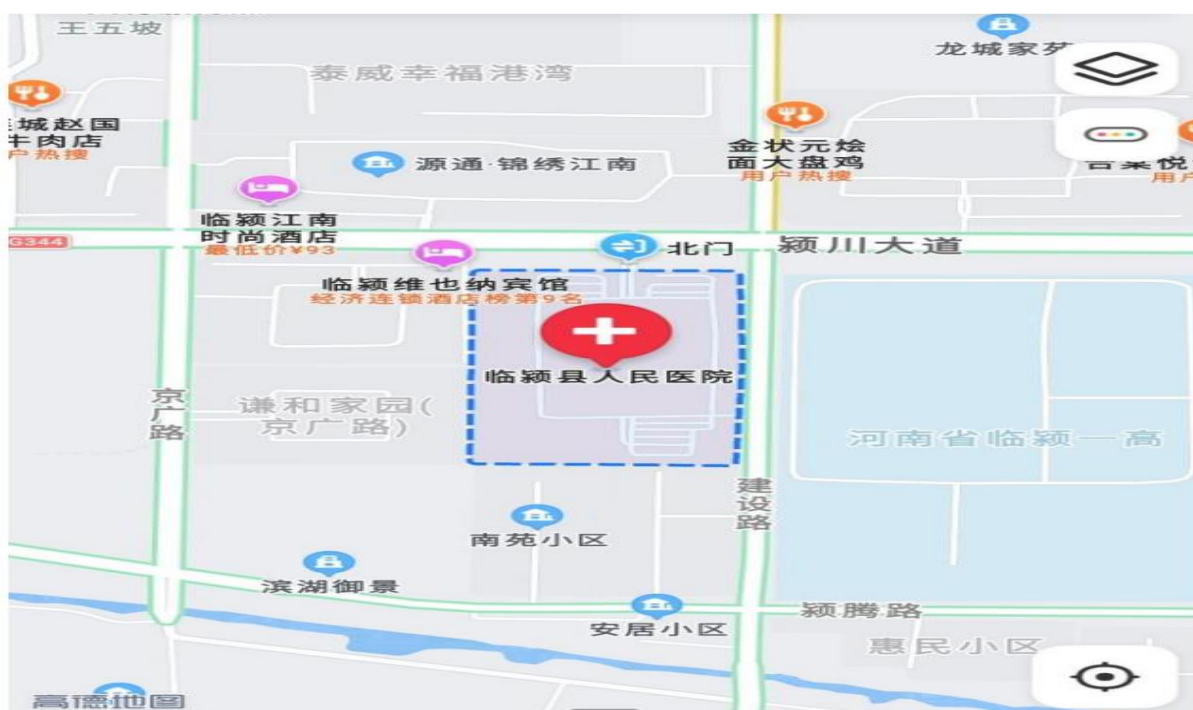 王五坡
龙城家苑
泰威幸福港湾
城赵国
牛肉店
户热搜
金状元烩
面大盘鸡
用户热搜
用户
源通·锦绣江南
临颍江南
时尚酒店
最低价¥93
G344
北门
颍川大道
临颍维也纳宾馆
经济连锁酒店榜第9名
临颍县人民医院
京广路
谦和家园(
京广路)
河南省临颍一高
建设路
南苑小区
滨湖御景
安居小区
颍腾路
惠民小区
高德地图